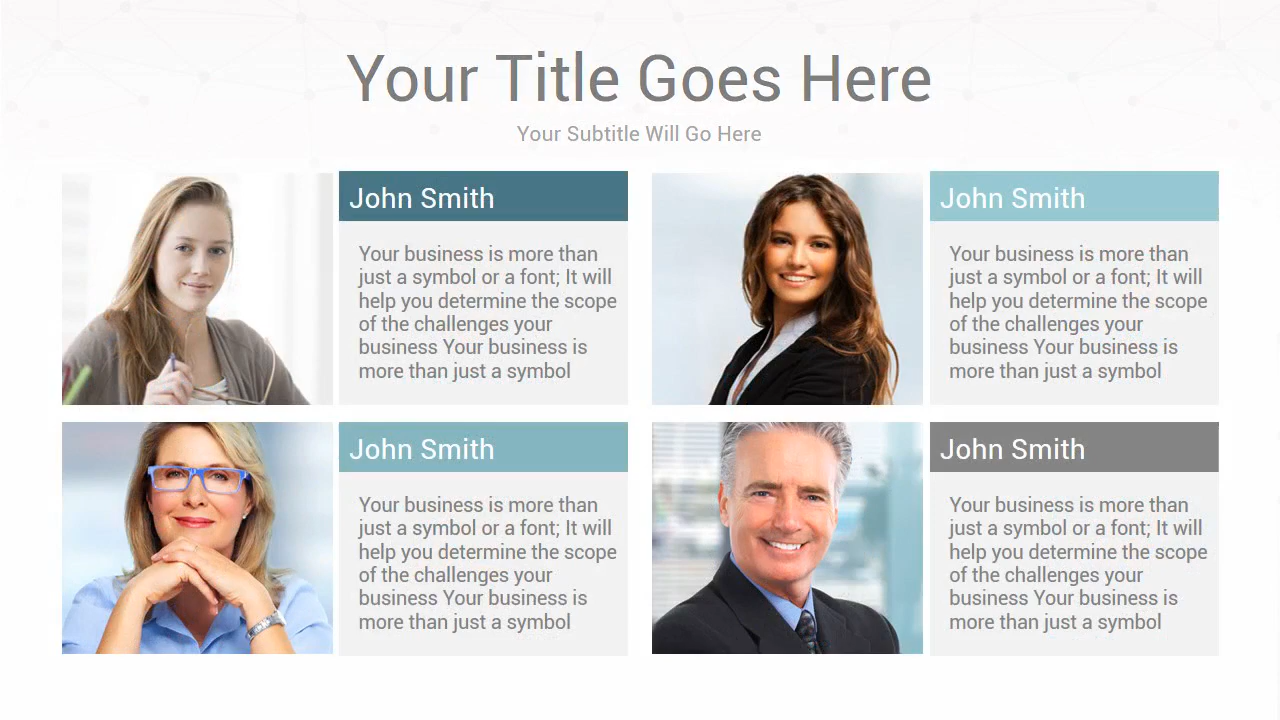 Your Title Goes Here
Your Subtitle Will Go Here
John Smith
Your business is more than
just a symbol or a font; It will
help you determine the scope
of the challenges your
business Your business is
more than just a symbol
John Smith
Your business is more than
just a symbol or a font; It will
help you determine the scope
of the challenges your
business Your business is
more than just a symbol
John Smith
Your business is more than
just a symbol or a font; It will
help you determine the scope
of the challenges your
business Your business is
more than just a symbol
John Smith
Your business is more than
just a symbol or a font; It will
help you determine the scope
of the challenges your
business Your business is
more than just a symbol